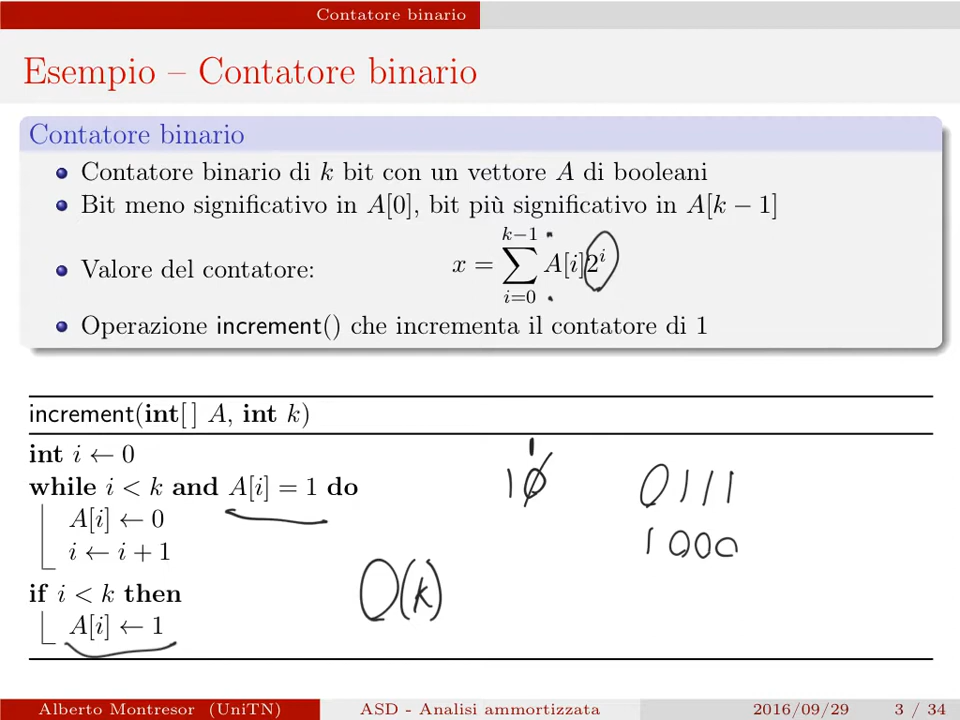 Contatore binario
Esempio – Contatore binario
Contatore binario
Contatore binario di k bit con un vettore A di booleani
Bit meno significativo in A[0], bit più significativo in A[k − 1]
Valore del contatore: x = ∑_{i=0}^{k−1} A[i]2^i
Operazione increment() che incrementa il contatore di 1
increment(int[ ] A, int k)
int i ← 0
while i < k and A[i] = 1 do
A[i] ← 0
i ← i + 1
if i < k then
A[i] ← 1
1
10
0111
1000
O(k)
Alberto Montresor (UniTN) ASD - Analisi ammortizzata 2016/09/29 3 / 34